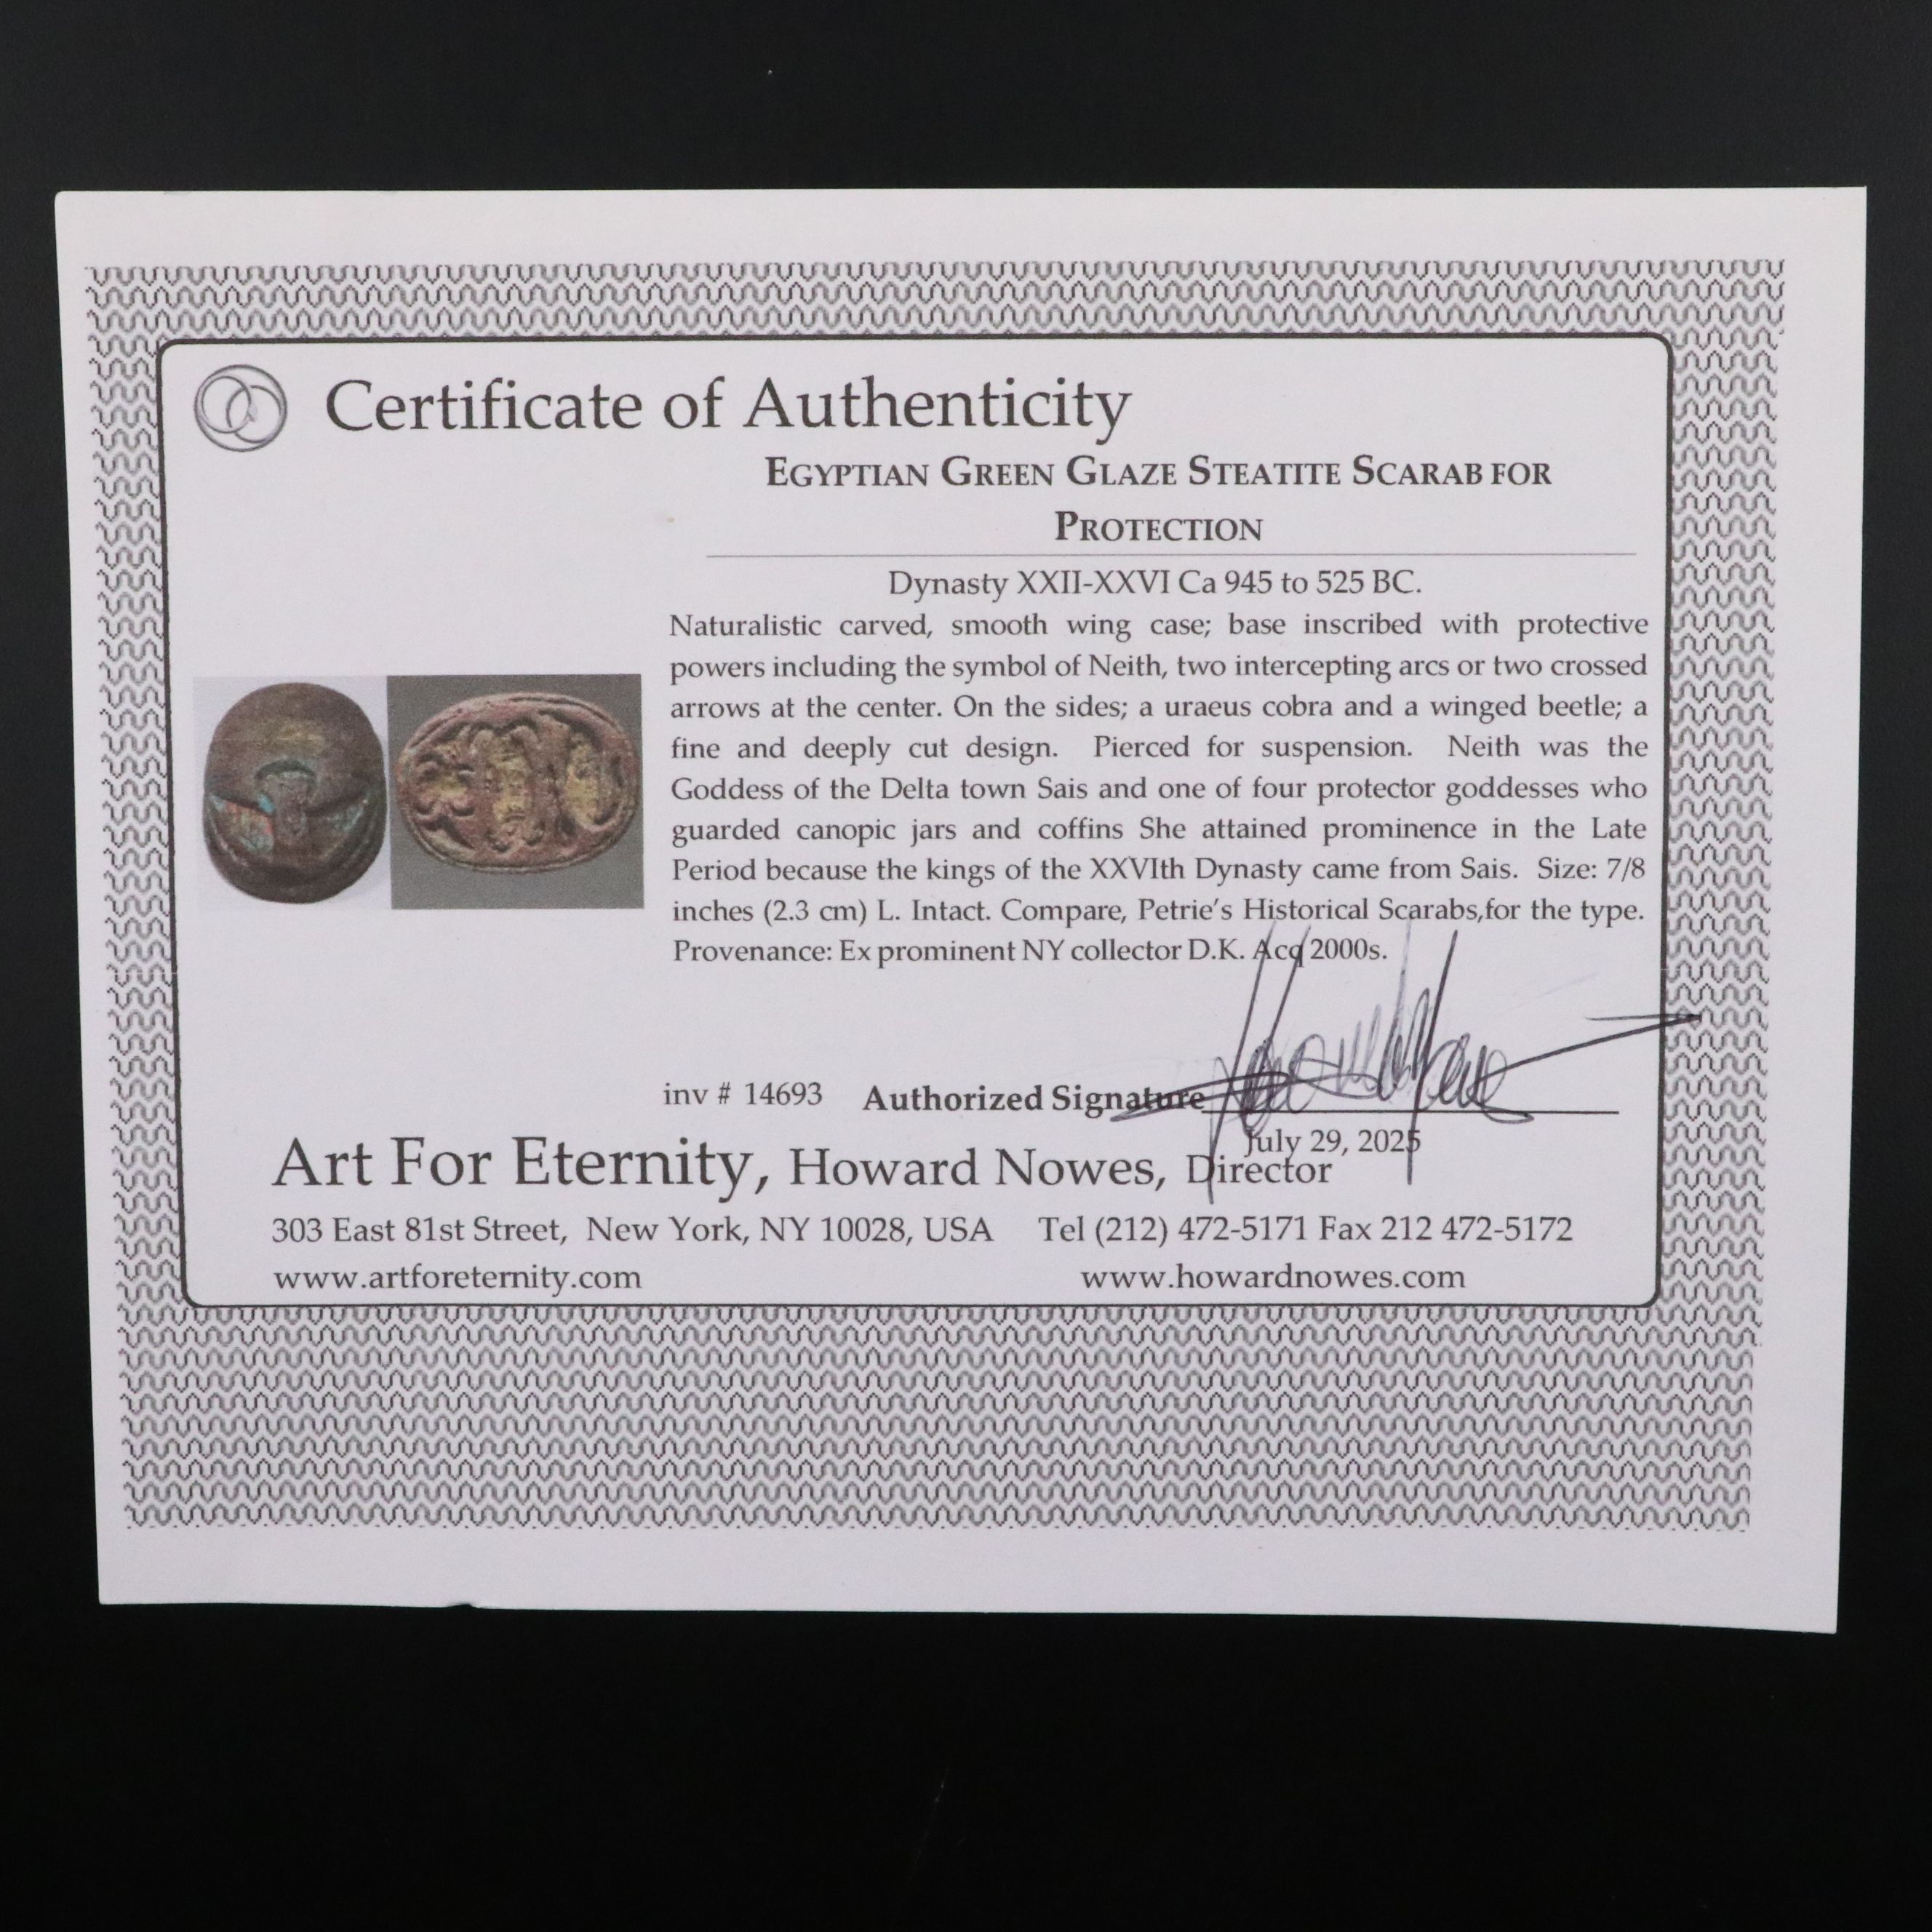 Certificate of Authenticity
EGYPTIAN GREEN GLAZE STEATITE SCARAB FOR
PROTECTION
Dynasty XXII-XXVI Ca 945 to 525 BC.
Naturalistic carved, smooth wing case; base inscribed with protective
powers including the symbol of Neith, two intercepting arcs or two crossed
arrows at the center. On the sides; a uraeus cobra and a winged beetle; a
fine and deeply cut design. Pierced for suspension. Neith was the
Goddess of the Delta town Sais and one of four protector goddesses who
guarded canopic jars and coffins She attained prominence in the Late
Period because the kings of the XXVIth Dynasty came from Sais. Size: 7/8
inches (2.3 cm) L. Intact. Compare, Petrie's Historical Scarabs,for the type.
Provenance: Ex prominent NY collector D.K. Acq 2000s.
inv # 14693 Authorized Signature
July 29, 2025
Art For Eternity, Howard Nowes, Director
303 East 81st Street, New York, NY 10028, USA Tel (212) 472-5171 Fax 212 472-5172
www.artforeternity.com www.howardnowes.com